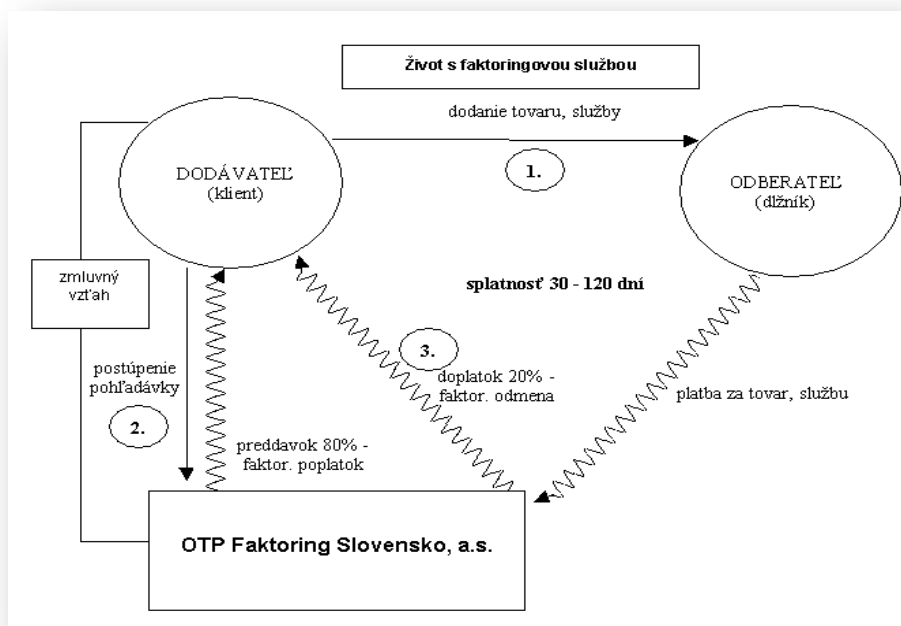 Život s faktoringovou službou
dodanie tovaru, služby
1.
DODÁVATEĽ
(klient)
ODBERATEĽ
(dlžník)
zmluvný
vzťah
splatnosť 30 - 120 dní
3.
postúpenie
pohľadávky
2.
doplatok 20% -
faktor. odmena
platba za tovar, službu
preddavok 80% -
faktor. poplatok
OTP Faktoring Slovensko, a.s.